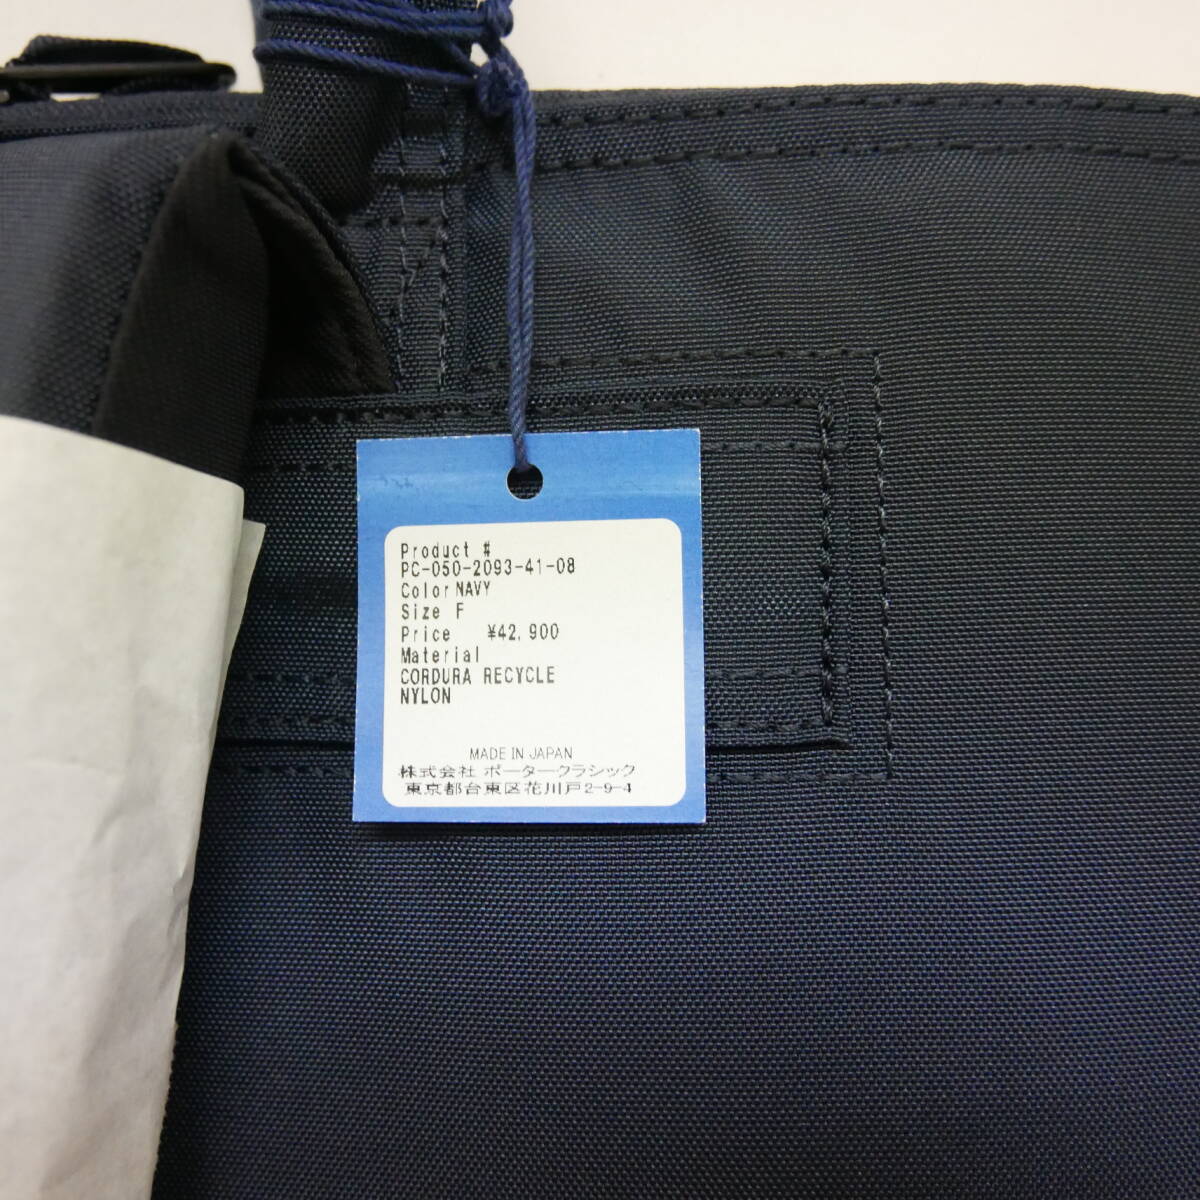 Product #
PC-050-2093-41-08
Color NAVY
Size F
Price ¥42,900
Material
CORDURA RECYCLE
NYLON
MADE IN JAPAN
株式会社 ポータークラシック
東京都台東区花川戸2-9-4